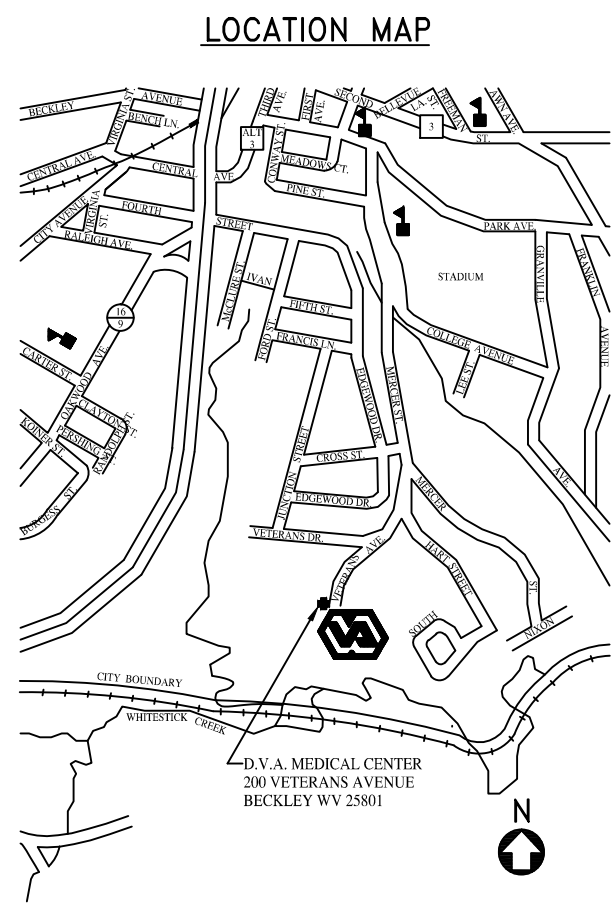 LOCATION MAP
BECKLEY
AVENUE
VIRGINIA ST.
BENCH LN.
THIRD AVE.
FIRST AVE.
SECOND
BELLEVUE LA.
ST.
FREEMAN
AWN AVE.
ALT
3
3
ST.
CONWAY ST.
MEADOWS CT.
PINE ST.
CENTRAL AVE.
CENTRAL AVE
CITY AVENUE
VIRGINIA ST.
FOURTH
STREET
RALEIGH AVE.
PARK AVE.
STADIUM
GRANVILLE
FRANKLIN
AVENUE
McCLURE ST.
IVAN
FORD ST.
FIFTH ST.
FRANCIS LN.
16
9
COLLEGE AVENUE
LEE ST.
CARTER ST.
OAKWOOD AVE.
CLAYTON ST.
PERSHING
KOINER ST.
BURGESS ST.
EDGEWOOD DR.
MERCER ST.
CROSS ST.
JUNCTION STREET
EDGEWOOD DR.
MERCER
ST.
AVE.
VETERANS DR.
VETERANS AVE.
HART STREET
SOUTH
NIXON
VA
CITY BOUNDARY
WHITESTICK CREEK
D.V.A. MEDICAL CENTER
200 VETERANS AVENUE
BECKLEY WV 25801
N